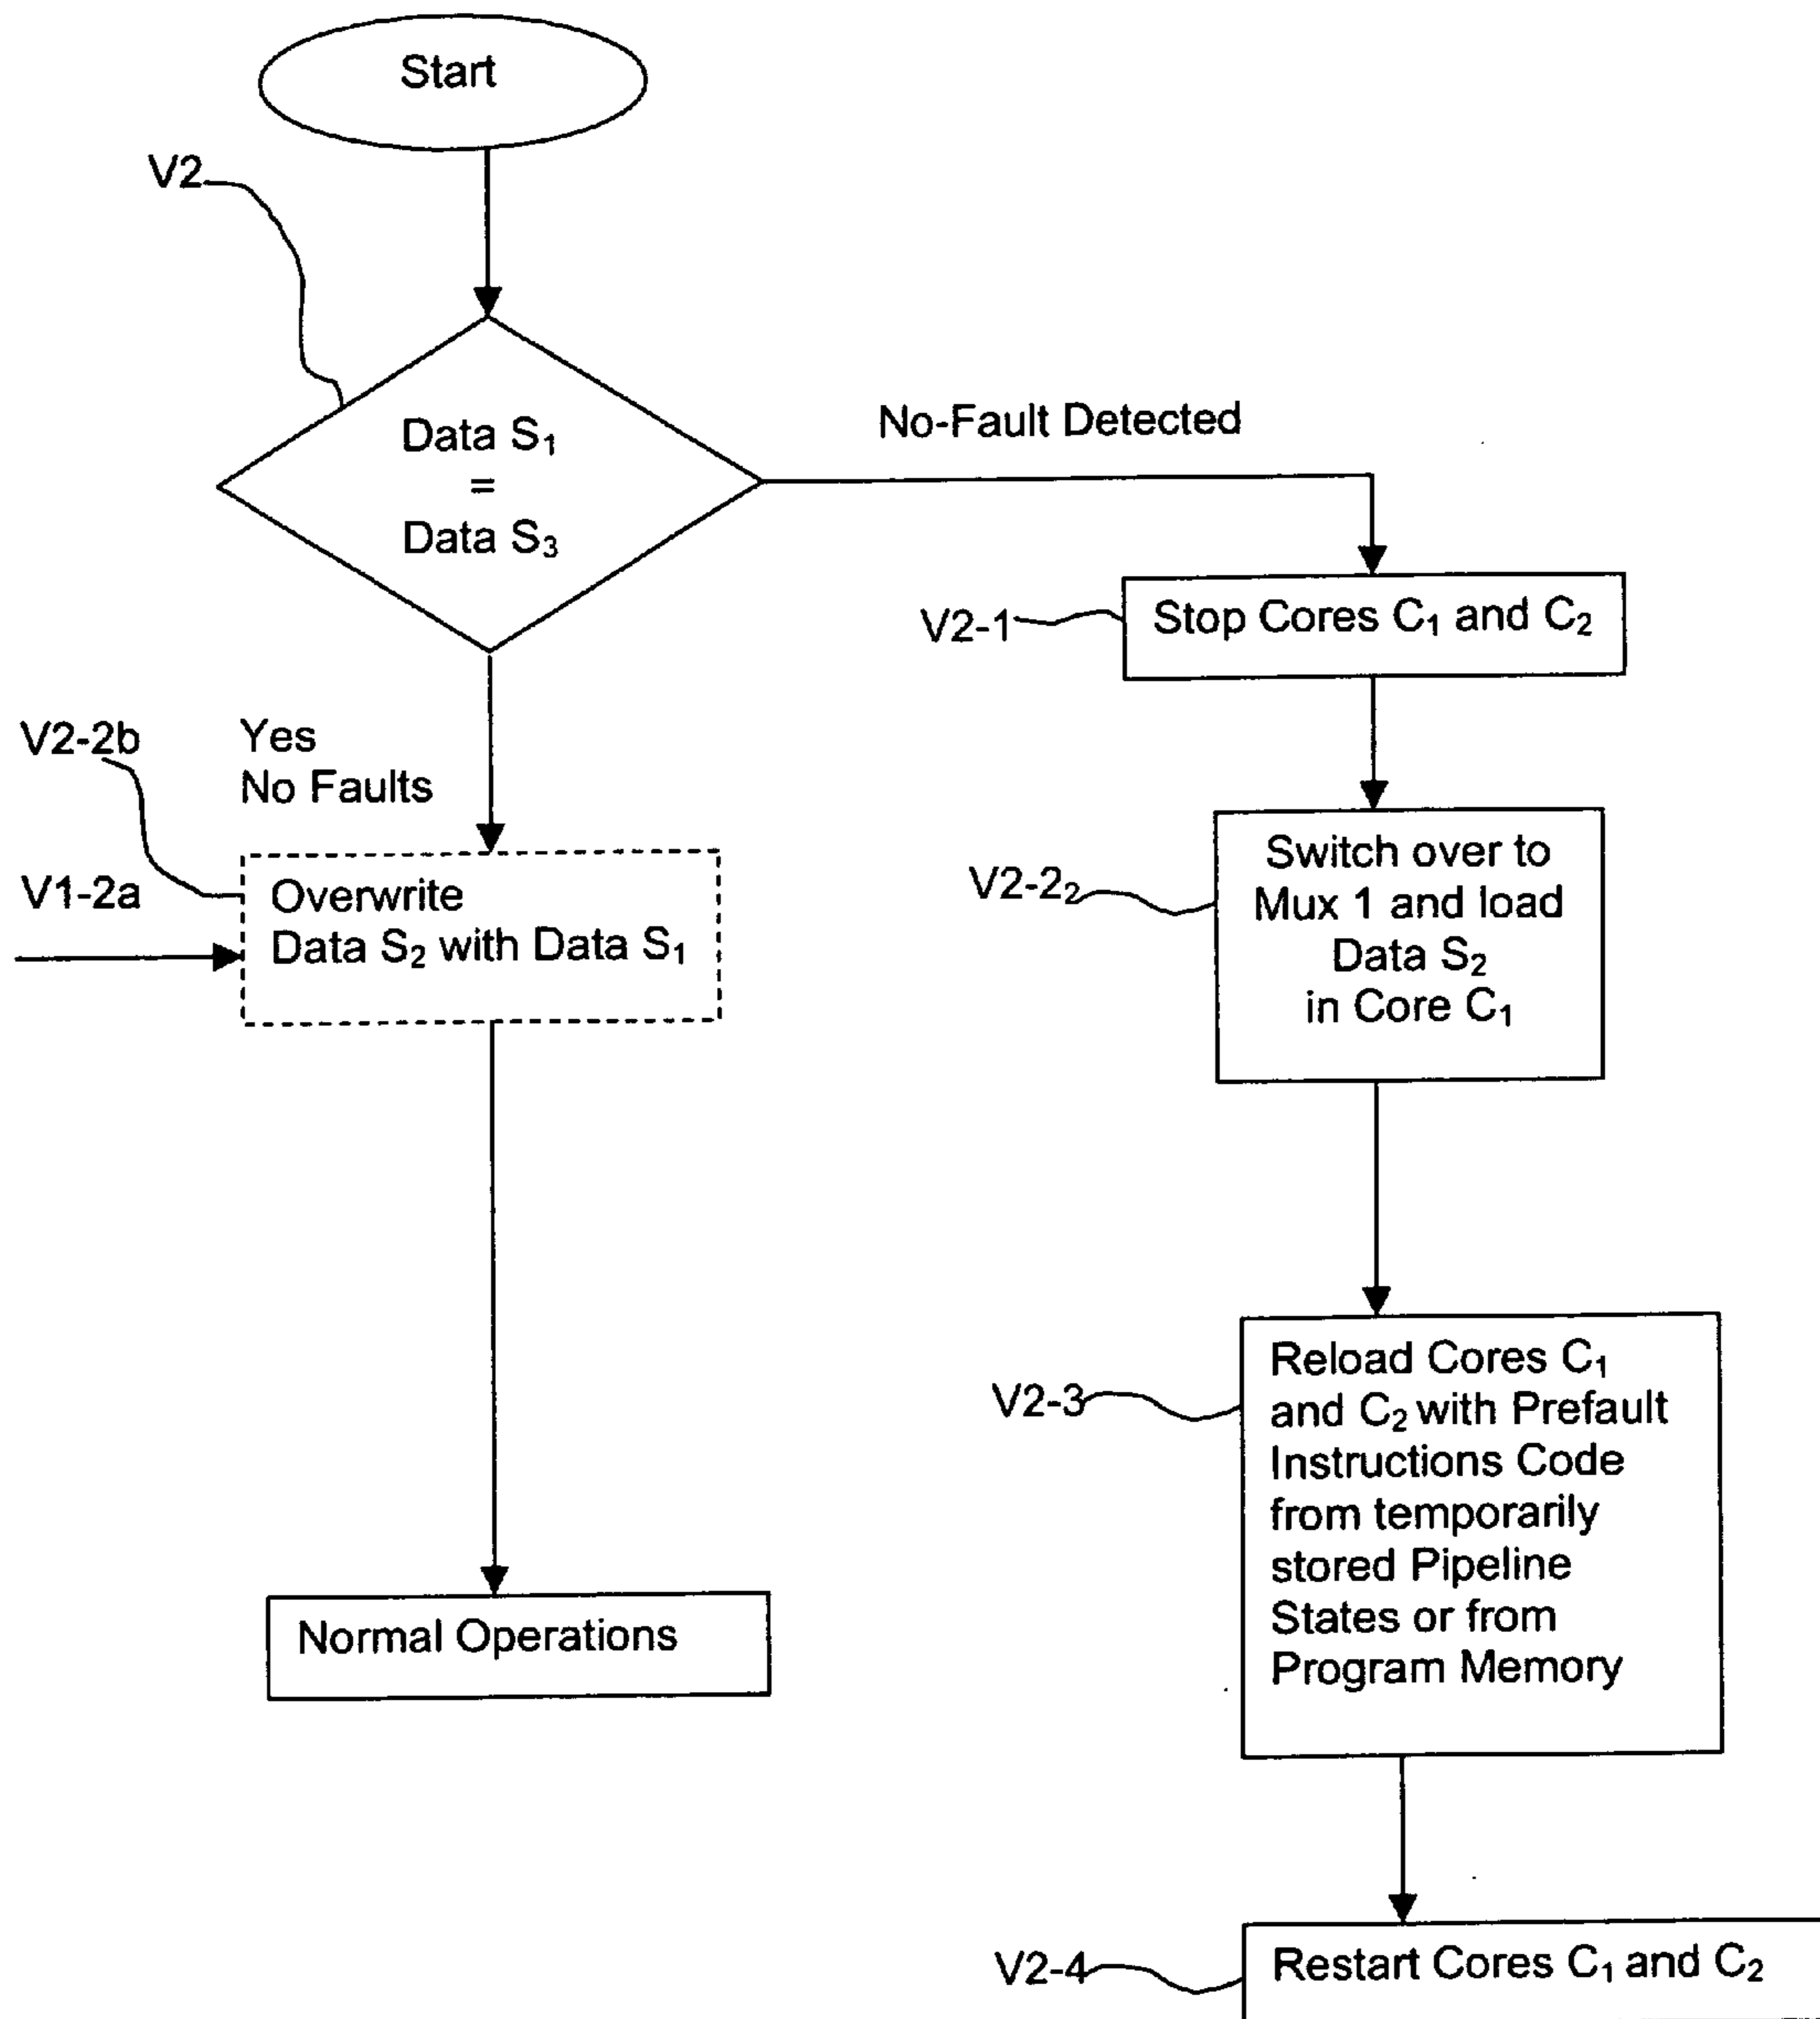 Start
V2
Data S₁
=
Data S₃
No-Fault Detected
V2-1
Stop Cores C₁ and C₂
Yes
No Faults
V2-2b
V1-2a
Overwrite
Data S₂ with Data S₁
V2-2₂
Switch over to
Mux 1 and load
Data S₂
in Core C₁
V2-3
Reload Cores C₁
and C₂ with Prefault
Instructions Code
from temporarily
stored Pipeline
States or from
Program Memory
Normal Operations
V2-4
Restart Cores C₁ and C₂